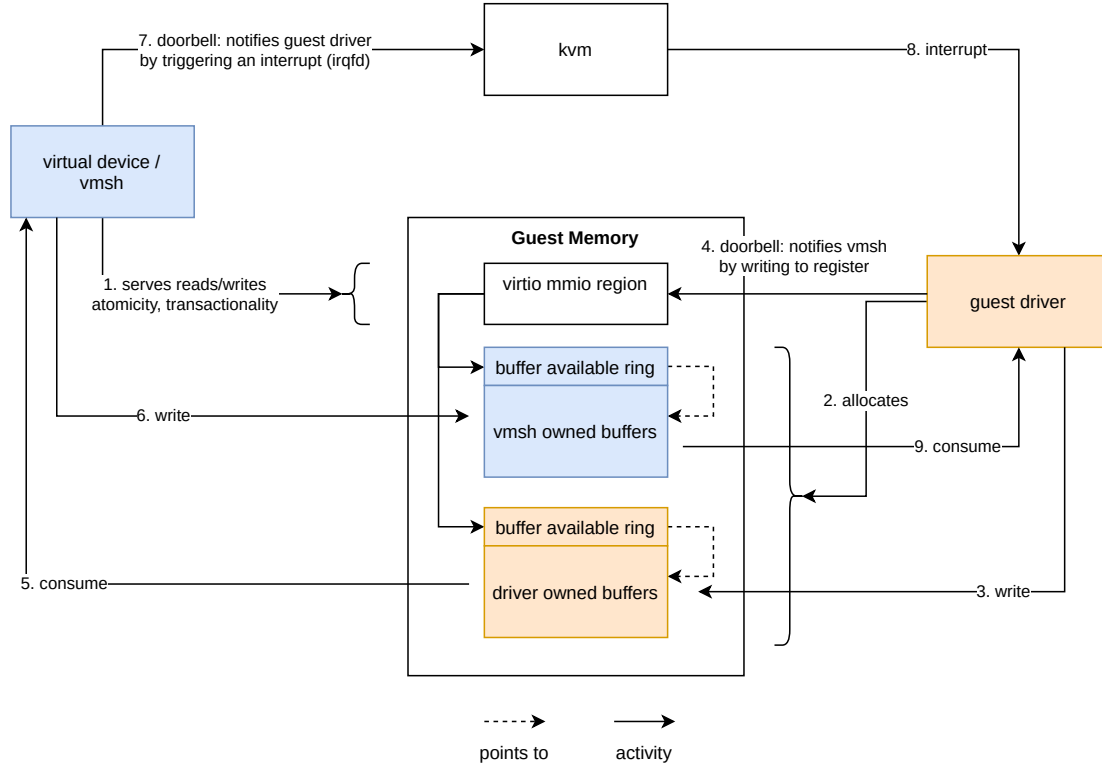 7. doorbell: notifies guest driver
by triggering an interrupt (irqfd)
kvm
8. interrupt
virtual device /
vmsh
Guest Memory
4. doorbell: notifies vmsh
by writing to register
1. serves reads/writes
atomicity, transactionality
virtio mmio region
guest driver
buffer available ring
2. allocates
6. write
vmsh owned buffers
9. consume
buffer available ring
5. consume
driver owned buffers
3. write
points to
activity